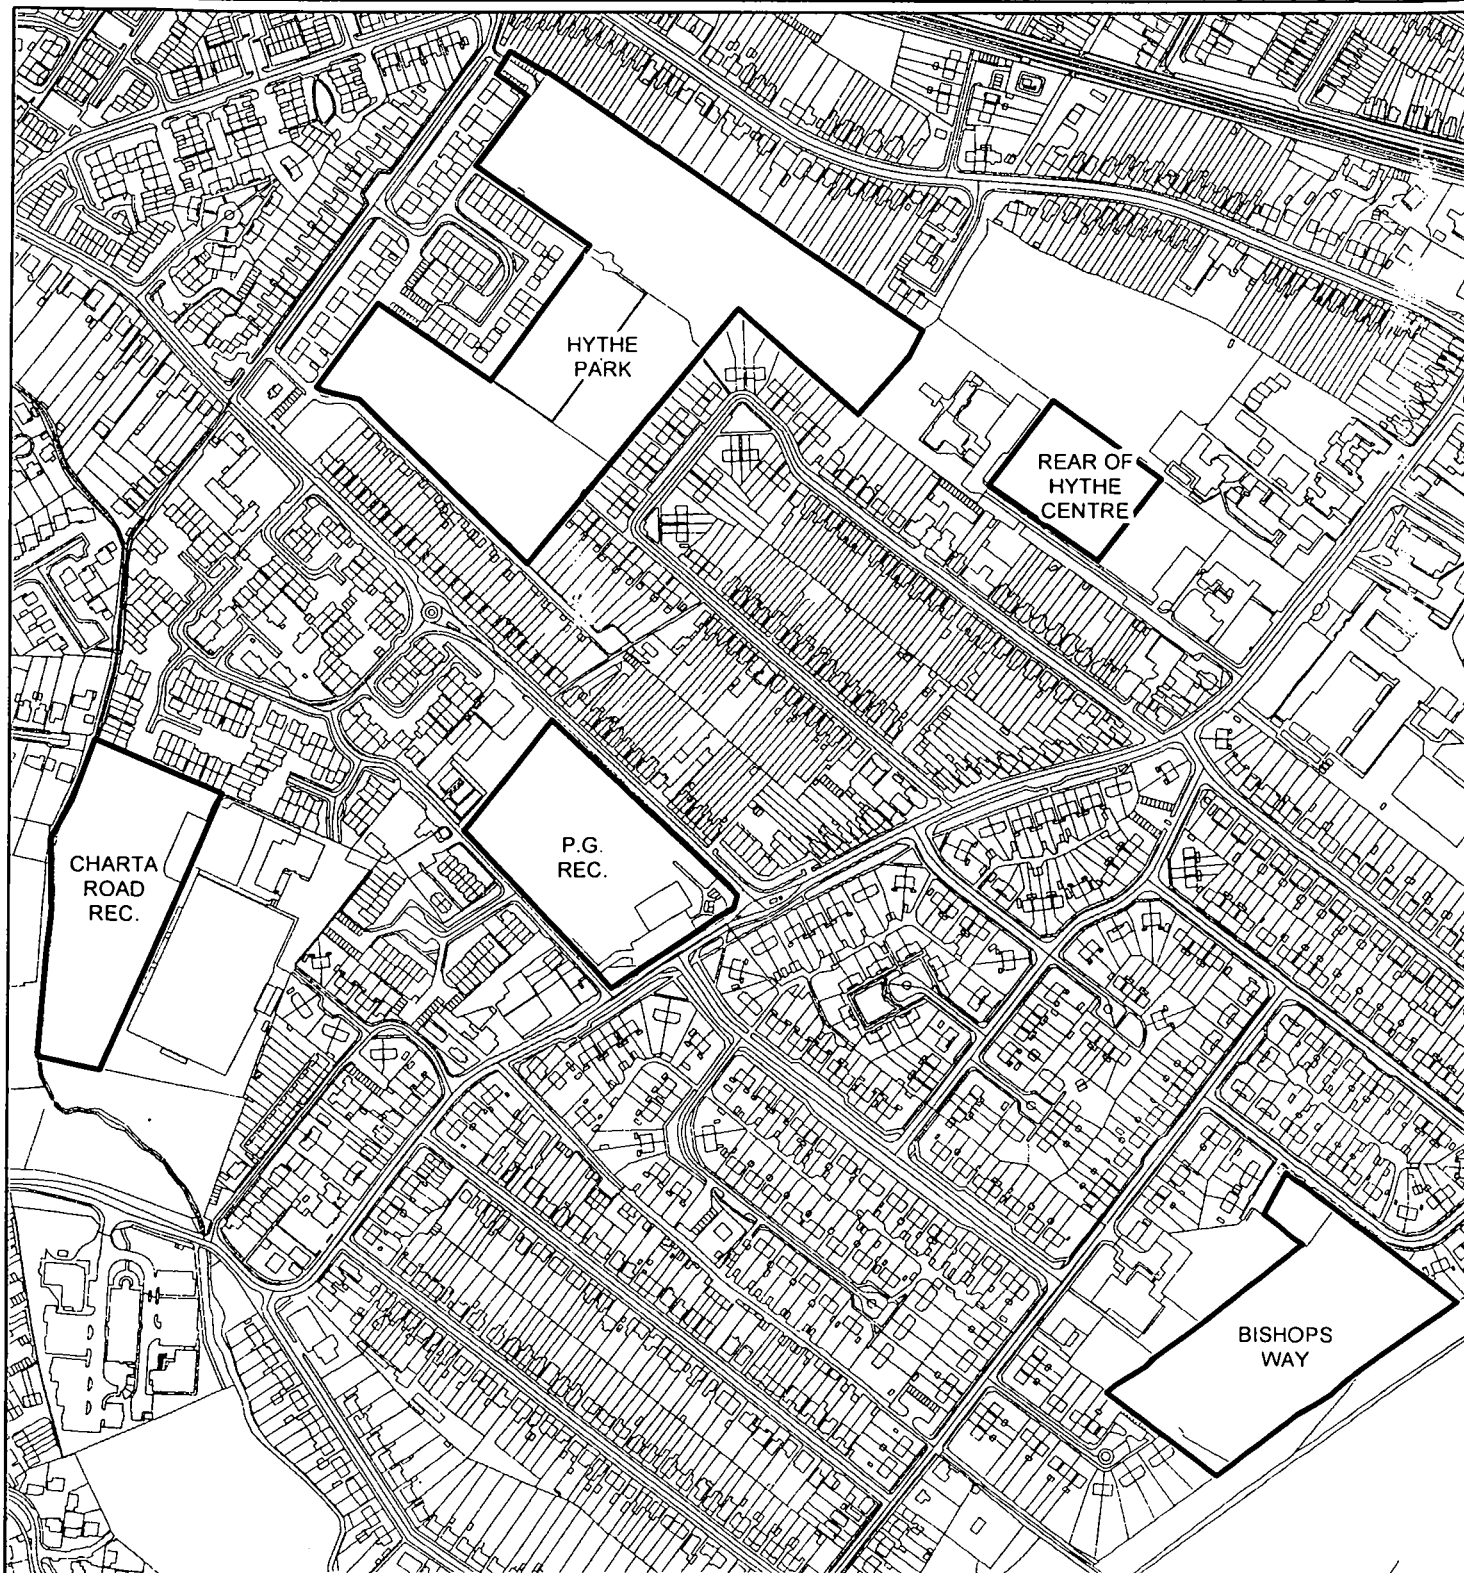 HYTHE
PARK
REAR OF
HYTHE
CENTRE
P.G.
REC.
CHARTA
ROAD
REC.
BISHOPS
WAY